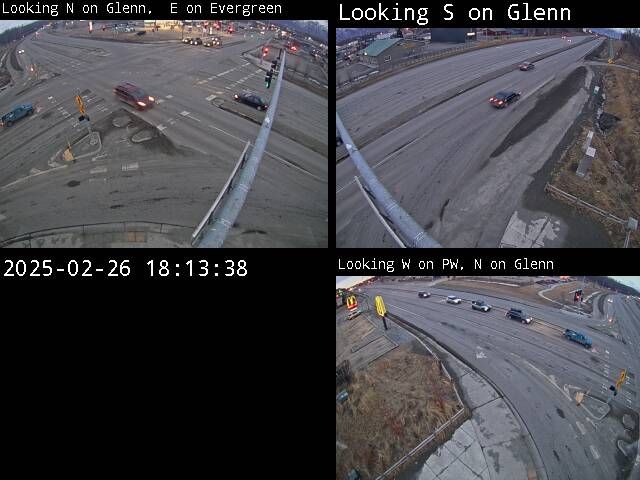 Looking N on Glenn,  E on Evergreen
Looking S on Glenn
2025-02-26 18:13:38
Looking W on PW, N on Glenn